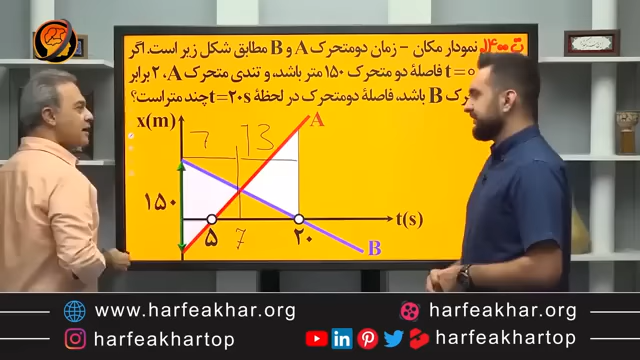 ت ۱۴۰۰ نمودار مکان - زمان دو متحرک A و B مطابق شکل زیر است. اگر
t=۰ فاصلهٔ دو متحرک ۱۵۰ متر باشد، و تندی متحرک A، ۲ برابر
رک B باشد، فاصلهٔ دو متحرک در لحظهٔ t=۲۰s چند متر است؟
x(m)
A
7
13
۱۵۰
۵
7
۲۰
t(s)
B
www.harfeakhar.org
harfeakhar.org
harfeakhartop
harfeakhartop